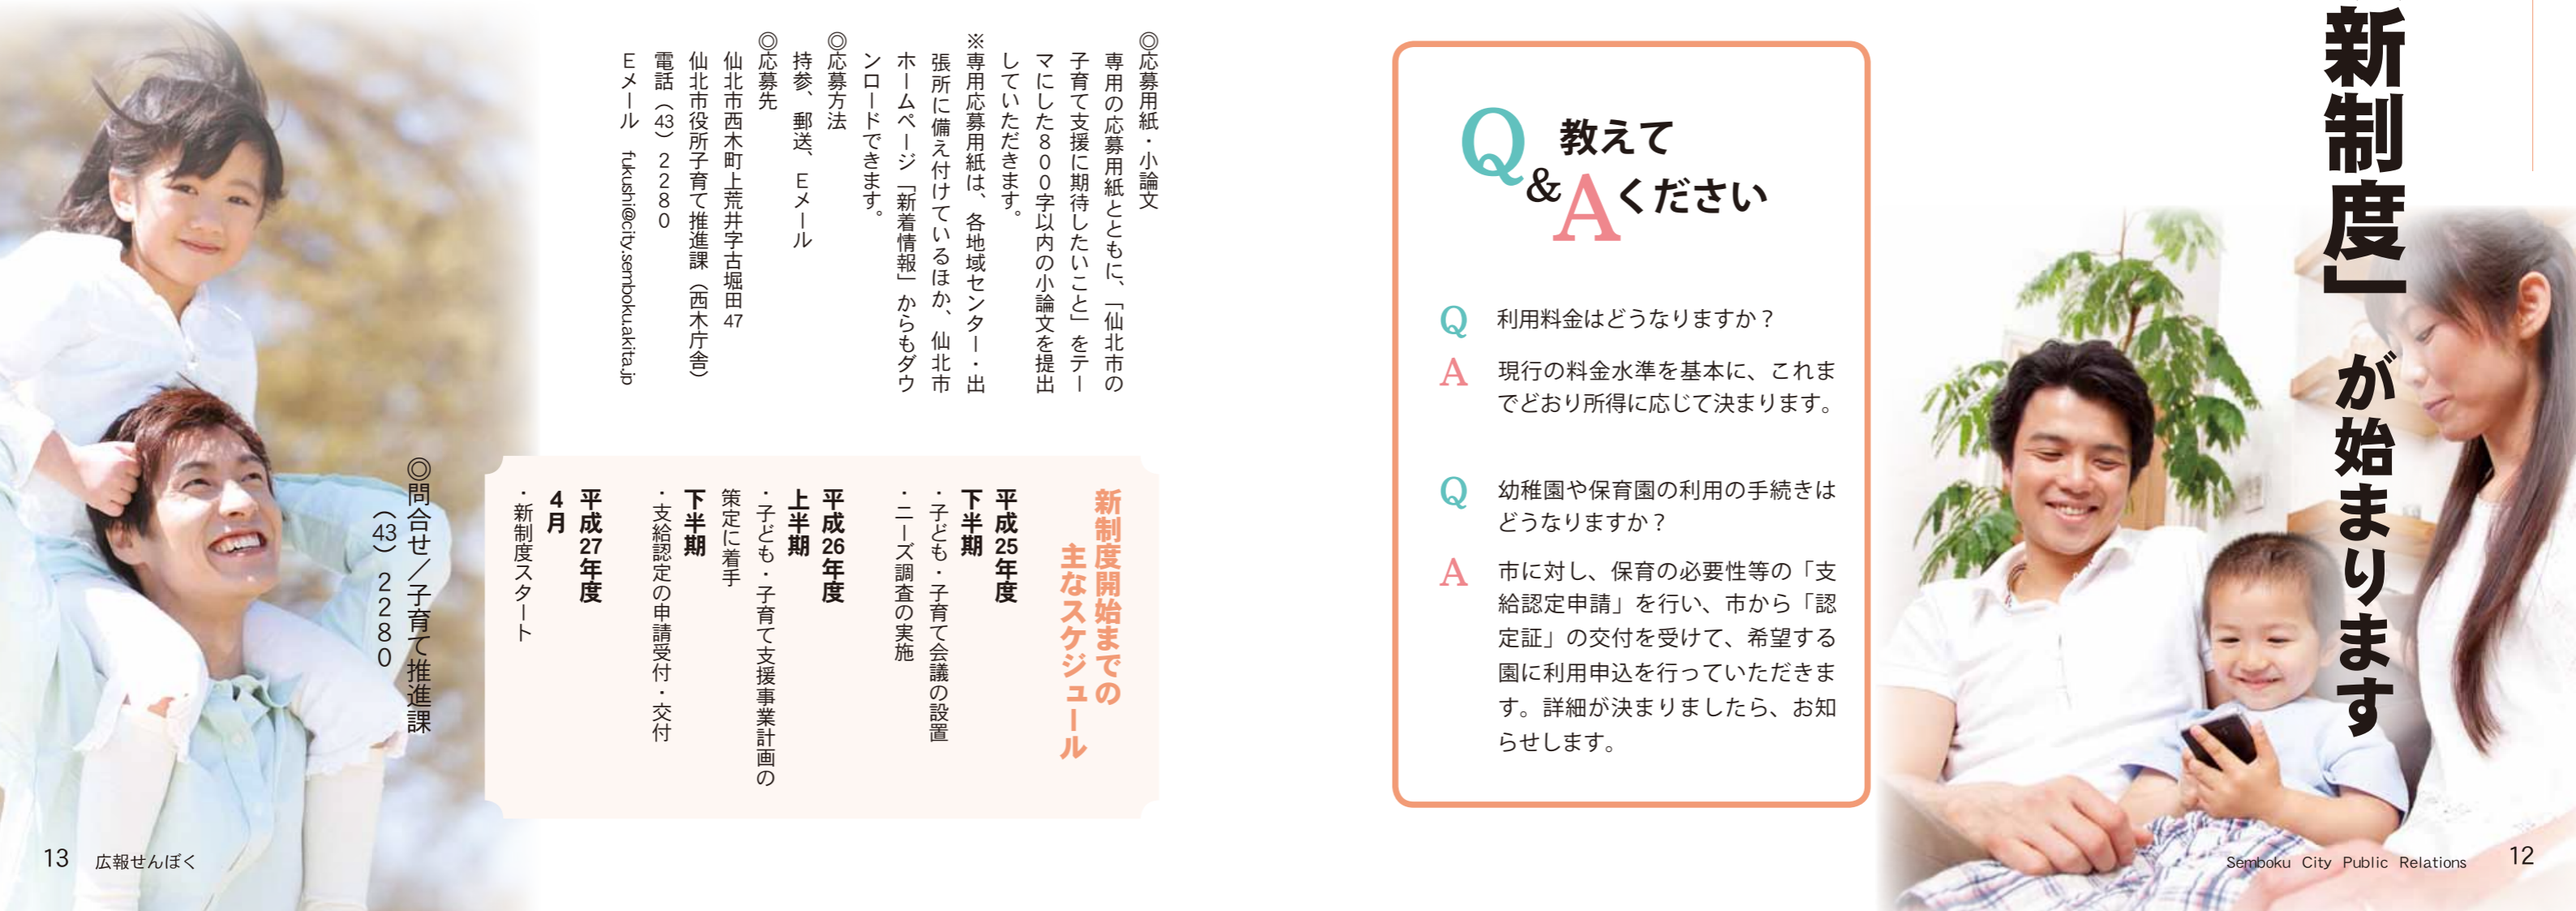 新制度」が始まります
Q&A 教えて
ください
Q 利用料金はどうなりますか？
A 現行の料金水準を基本に、これま
でどおり所得に応じて決まります。
Q 幼稚園や保育園の利用の手続きは
どうなりますか？
A 市に対し、保育の必要性等の「支
給認定申請」を行い、市から「認
定証」の交付を受けて、希望する
園に利用申込を行っていただきま
す。詳細が決まりましたら、お知
らせします。
Semboku City Public Relations 12
◎応募用紙・小論文
専用の応募用紙とともに、「仙北市の
子育て支援に期待したいこと」をテー
マにした８００字以内の小論文を提出
していただきます。
※専用応募用紙は、各地域センター・出
張所に備え付けているほか、仙北市
ホームページ「新着情報」からもダウ
ンロードできます。
◎応募方法
持参、郵送、Ｅメール
◎応募先
仙北市西木町上荒井字古堀田47
仙北市役所子育て推進課（西木庁舎）
電話（43）２２８０
Ｅメール fukushi@city.semboku.akita.jp
新制度開始までの
主なスケジュール
平成25年度
下半期
・子ども・子育て会議の設置
・ニーズ調査の実施
平成26年度
上半期
・子ども・子育て支援事業計画の
策定に着手
下半期
・支給認定の申請受付・交付
平成27年度
4月
・新制度スタート
◎問合せ／子育て推進課
（43）２２８０
13 広報せんぼく